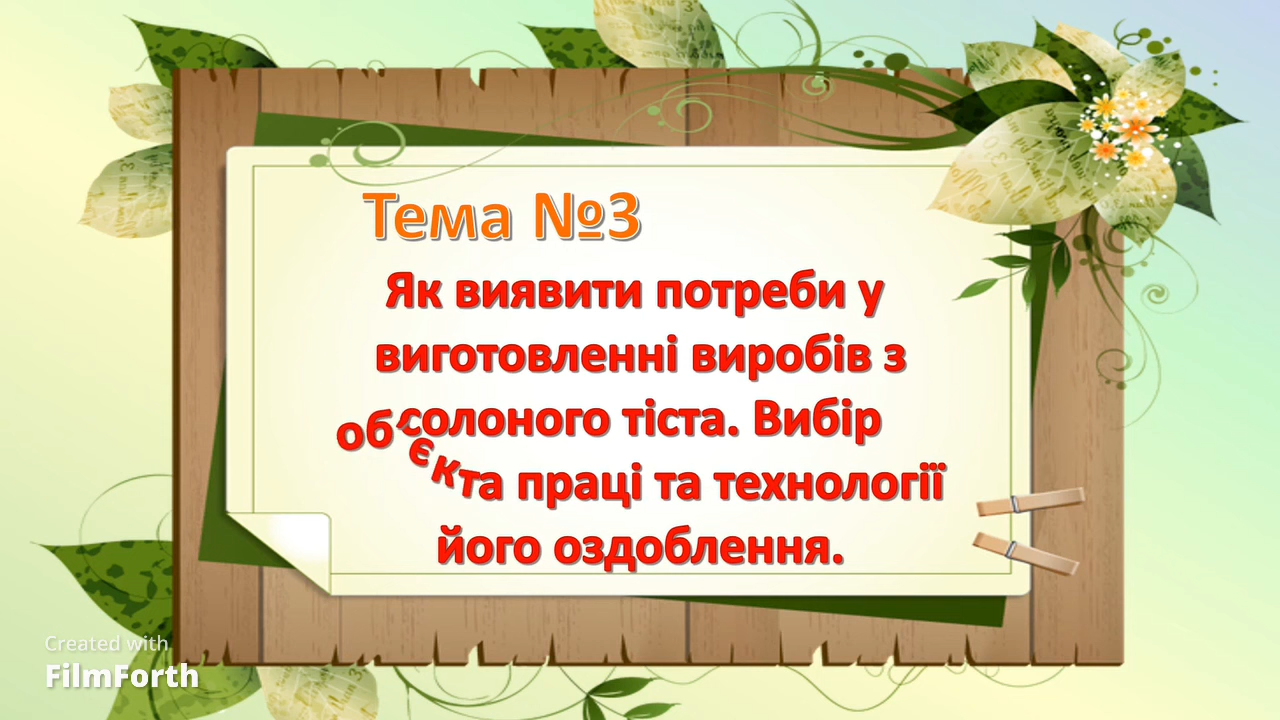 Тема №3
Як виявити потреби у
виготовленні виробів з
солоного тіста. Вибір
об'єкта праці та технології
його оздоблення.
Created with
FilmForth